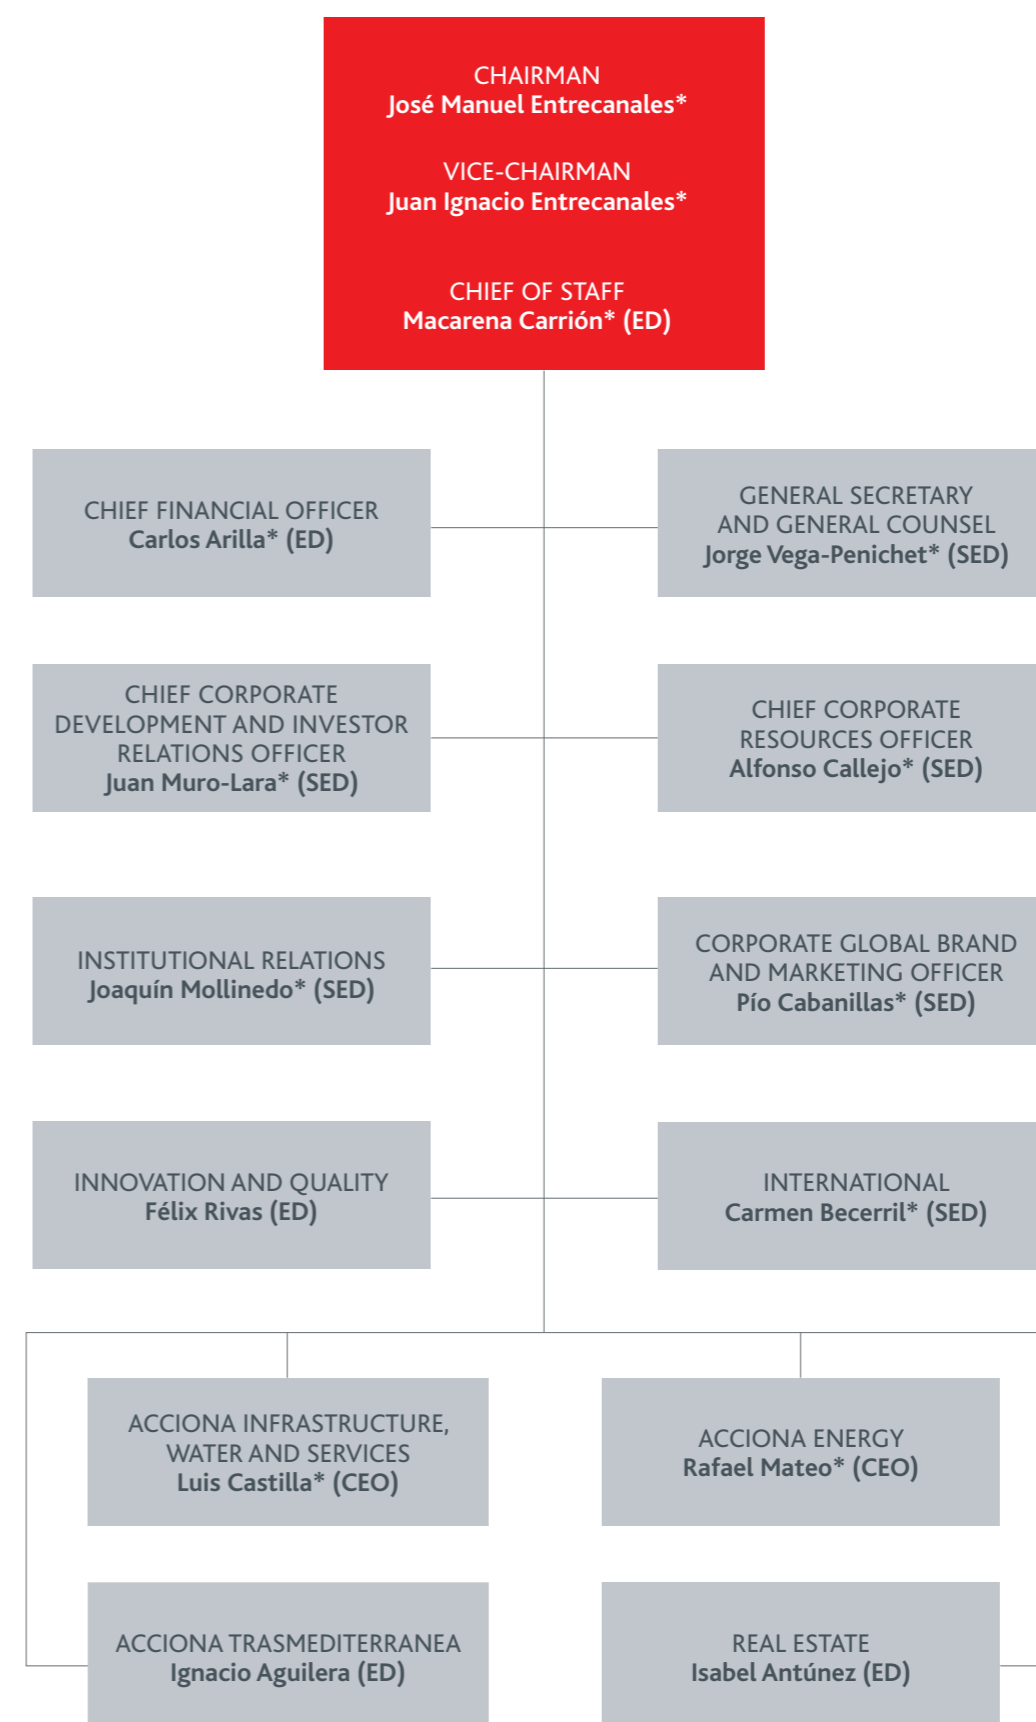 CHAIRMAN
José Manuel Entrecanales*
VICE-CHAIRMAN
Juan Ignacio Entrecanales*
CHIEF OF STAFF
Macarena Carrión* (ED)
CHIEF FINANCIAL OFFICER
Carlos Arilla* (ED)
GENERAL SECRETARY
AND GENERAL COUNSEL
Jorge Vega-Penichet* (SED)
CHIEF CORPORATE
DEVELOPMENT AND INVESTOR
RELATIONS OFFICER
Juan Muro-Lara* (SED)
CHIEF CORPORATE
RESOURCES OFFICER
Alfonso Callejo* (SED)
INSTITUTIONAL RELATIONS
Joaquín Mollinedo* (SED)
CORPORATE GLOBAL BRAND
AND MARKETING OFFICER
Pío Cabanillas* (SED)
INNOVATION AND QUALITY
Félix Rivas (ED)
INTERNATIONAL
Carmen Becerril* (SED)
ACCIONA INFRASTRUCTURE,
WATER AND SERVICES
Luis Castilla* (CEO)
ACCIONA ENERGY
Rafael Mateo* (CEO)
ACCIONA TRASMEDITERRANEA
Ignacio Aguilera (ED)
REAL ESTATE
Isabel Antúnez (ED)